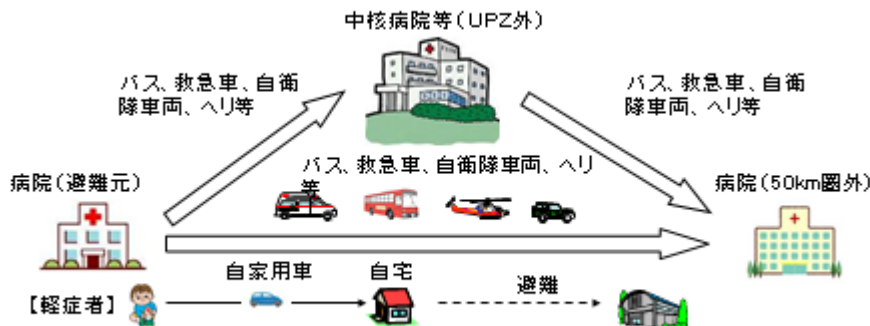 中核病院等（UPZ外）
バス、救急車、自衛
隊車両、ヘリ等
バス、救急車、自衛
隊車両、ヘリ等
病院（避難元）
バス、救急車、自衛隊車両、ヘリ
等
病院（50km圏外）
自家用車
自宅
避難
【軽症者】